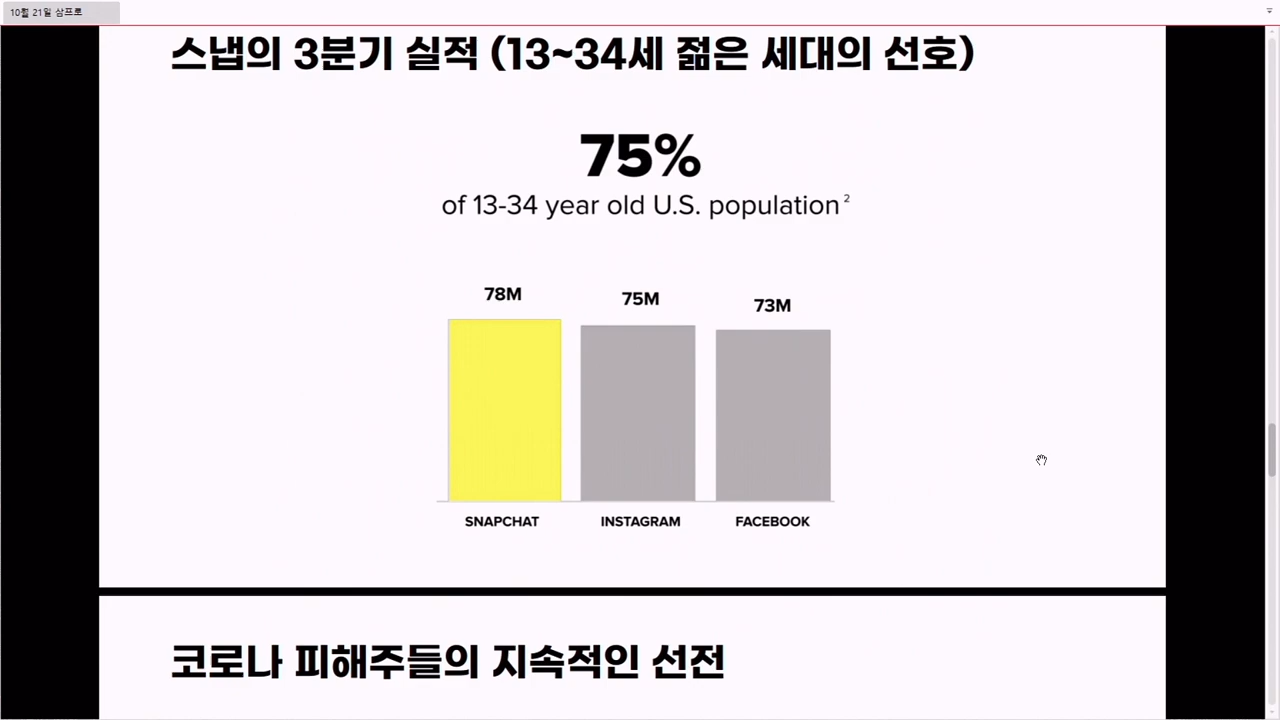 10월 21일 삼프로
스냅의 3분기 실적 (13~34세 젊은 세대의 선호)
75%
of 13-34 year old U.S. population²
78M
75M
73M
SNAPCHAT
INSTAGRAM
FACEBOOK
코로나 피해주들의 지속적인 선전